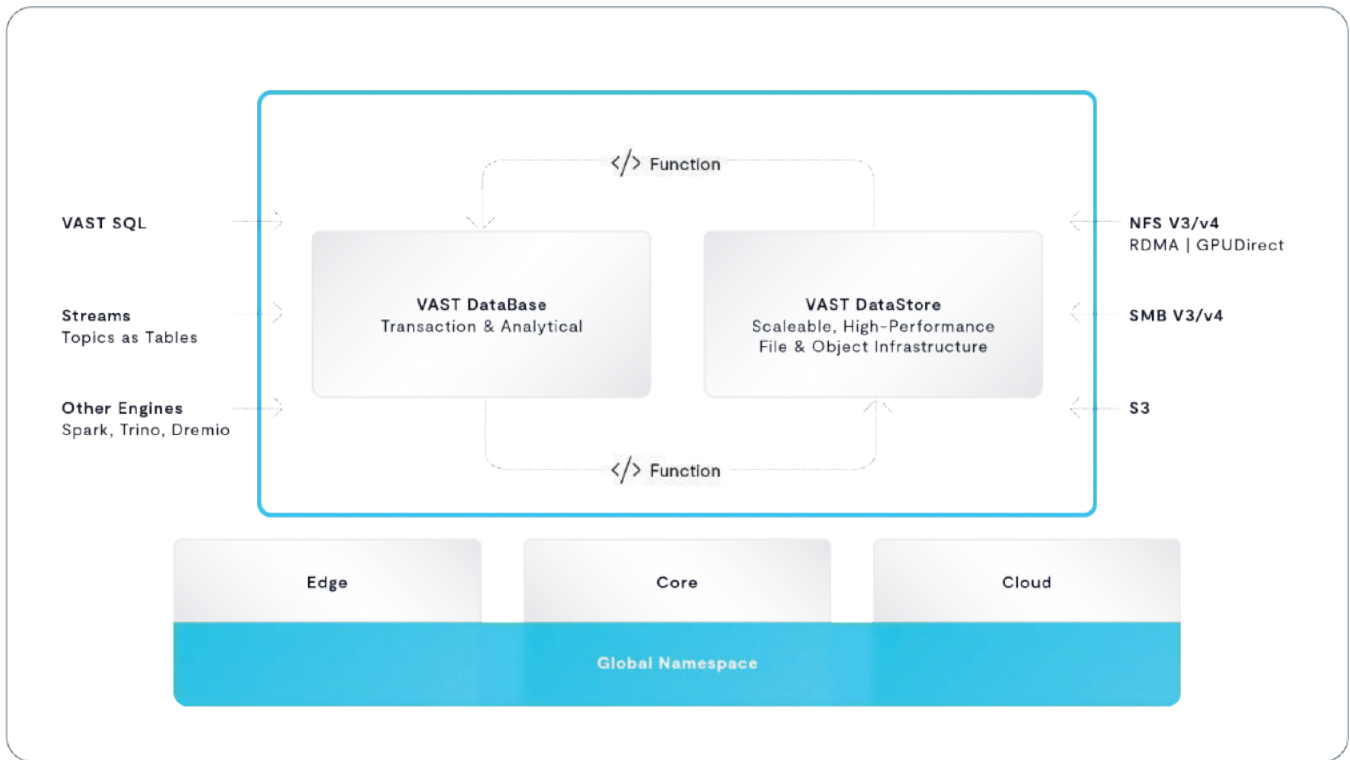 </> Function
VAST SQL
Streams
Topics as Tables
Other Engines
Spark, Trino, Dremio
VAST DataBase
Transaction & Analytical
VAST DataStore
Scaleable, High-Performance
File & Object Infrastructure
NFS V3/v4
RDMA | GPUDirect
SMB V3/v4
S3
</> Function
Edge
Core
Cloud
Global Namespace